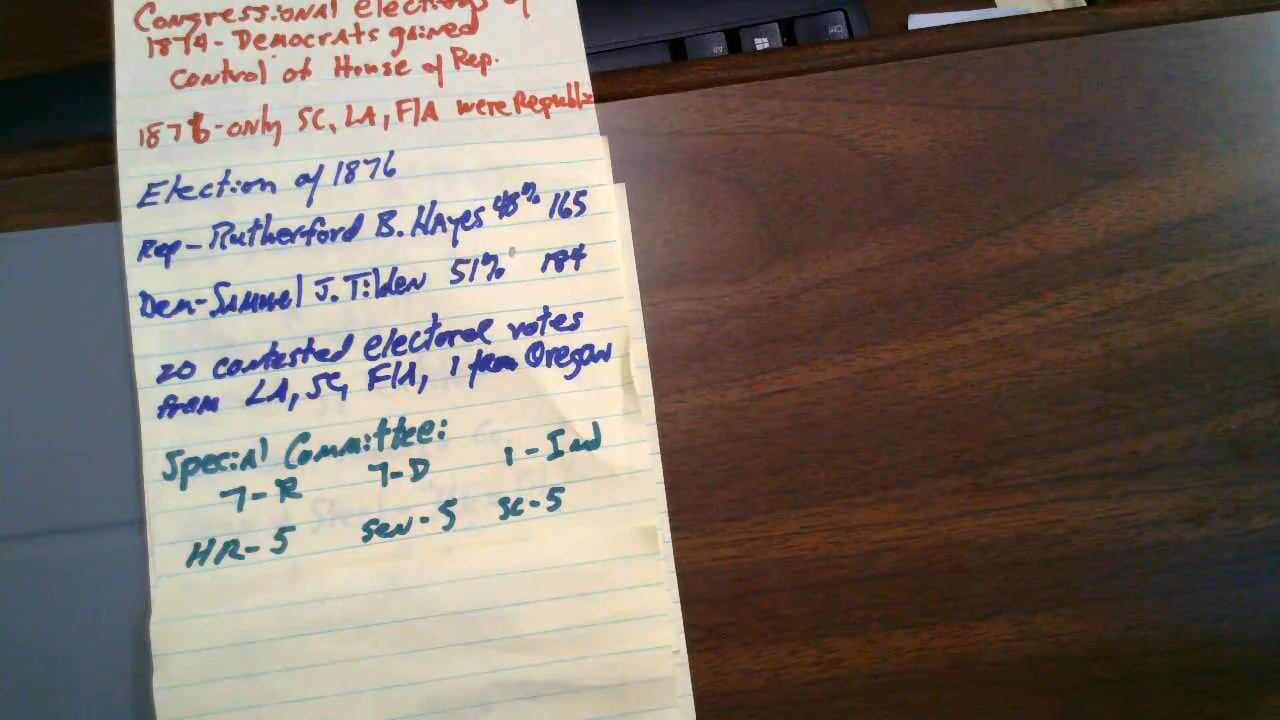 Congressional elections of
1874- Democrats gained
control of House of Rep.
1876-only SC, LA, FlA were Republic
Election of 1876
Rep-Rutherford B. Hayes 48% 165
Dem-Samuel J. Tilden 51% 184
20 contested electoral votes
from LA, SC, FlA, 1 from Oregon
Special Committee:
7-R 7-D 1-Ind
HR-5 Sen-5 SC-5